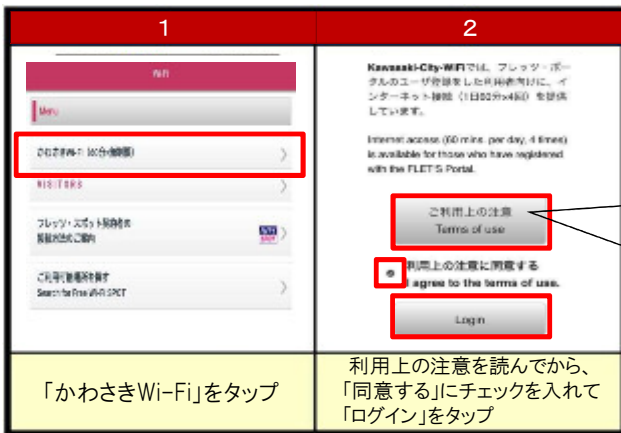 1
WiFi
Menu
かわさきWi-Fi (60分×4回/日)
VISITORS
フレッツ・スポット契約者の
接続方法のご案内
ご利用可能場所を探す
Search for Free Wi-Fi SPOT
「かわさきWi-Fi」をタップ
2
Kawasaki-City-WiFiでは、フレッツ・ポー
タルのユーザ登録をした利用者向けに、イ
ンターネット接続（1日60分×4回）を提供
しています。
Internet access (60 mins. per day, 4 times)
is available for those who have registered
with the FLET'S Portal.
ご利用上の注意
Terms of use
利用上の注意に同意する
I agree to the terms of use.
Login
利用上の注意を読んでから、
「同意する」にチェックを入れて
「ログイン」をタップ